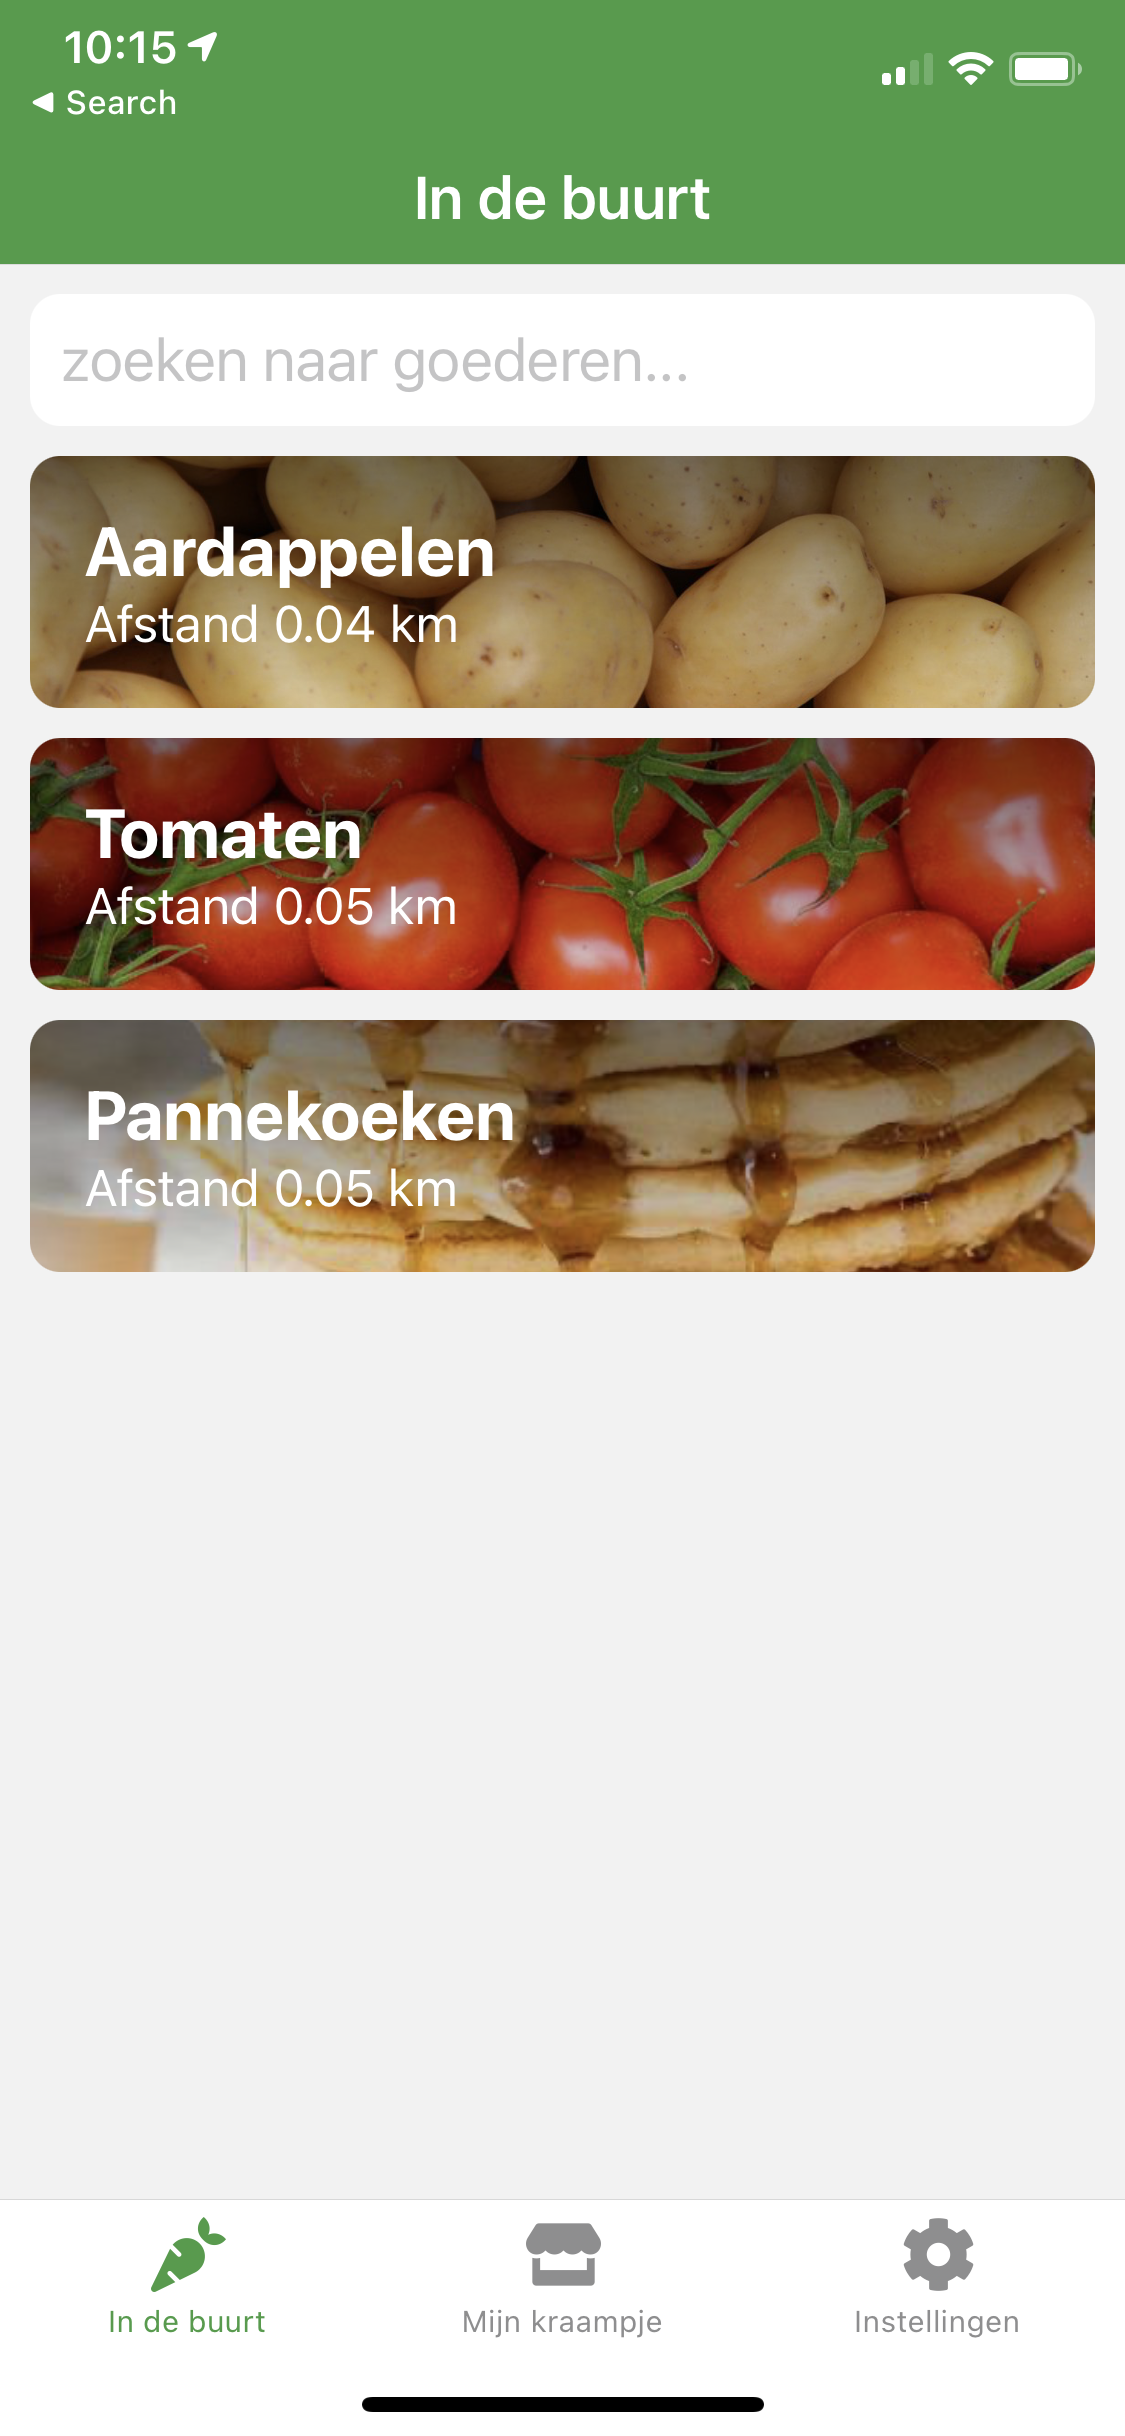 10:15
Search
In de buurt
zoeken naar goederen...
Aardappelen
Afstand 0.04 km
Tomaten
Afstand 0.05 km
Pannekoeken
Afstand 0.05 km
In de buurt
Mijn kraampje
Instellingen